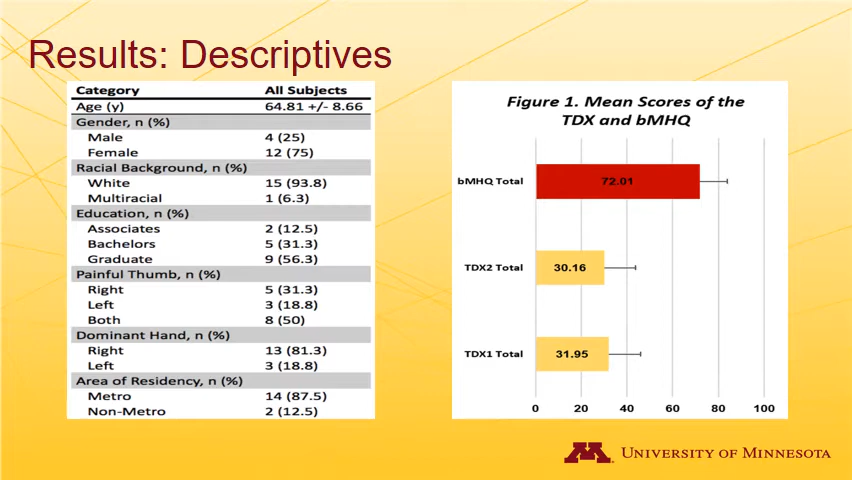 Results: Descriptives
Category All Subjects
Age (y) 64.81 +/- 8.66
Gender, n (%)
Male 4 (25)
Female 12 (75)
Racial Background, n (%)
White 15 (93.8)
Multiracial 1 (6.3)
Education, n (%)
Associates 2 (12.5)
Bachelors 5 (31.3)
Graduate 9 (56.3)
Painful Thumb, n (%)
Right 5 (31.3)
Left 3 (18.8)
Both 8 (50)
Dominant Hand, n (%)
Right 13 (81.3)
Left 3 (18.8)
Area of Residency, n (%)
Metro 14 (87.5)
Non-Metro 2 (12.5)
Figure 1. Mean Scores of the
TDX and bMHQ
bMHQ Total 72.01
TDX2 Total 30.16
TDX1 Total 31.95
0 20 40 60 80 100
M University of Minnesota